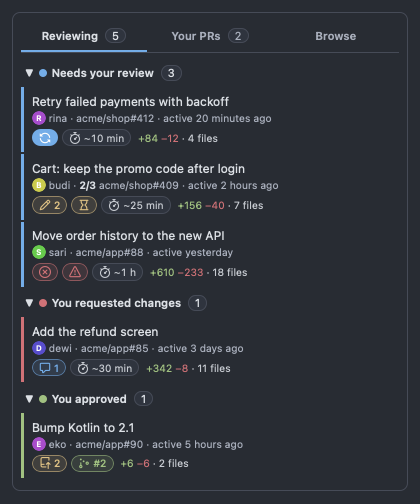 Reviewing 5 Your PRs 2 Browse
Needs your review 3
Retry failed payments with backoff
R rina · acme/shop#412 · active 20 minutes ago
~10 min +84 −12 · 4 files
Cart: keep the promo code after login
B budi · 2/3 acme/shop#409 · active 2 hours ago
2 ~25 min +156 −40 · 7 files
Move order history to the new API
S sari · acme/app#88 · active yesterday
~1 h +610 −233 · 18 files
You requested changes 1
Add the refund screen
D dewi · acme/app#85 · active 3 days ago
1 ~30 min +342 −8 · 11 files
You approved 1
Bump Kotlin to 2.1
E eko · acme/app#90 · active 5 hours ago
2 #2 +6 −6 · 2 files